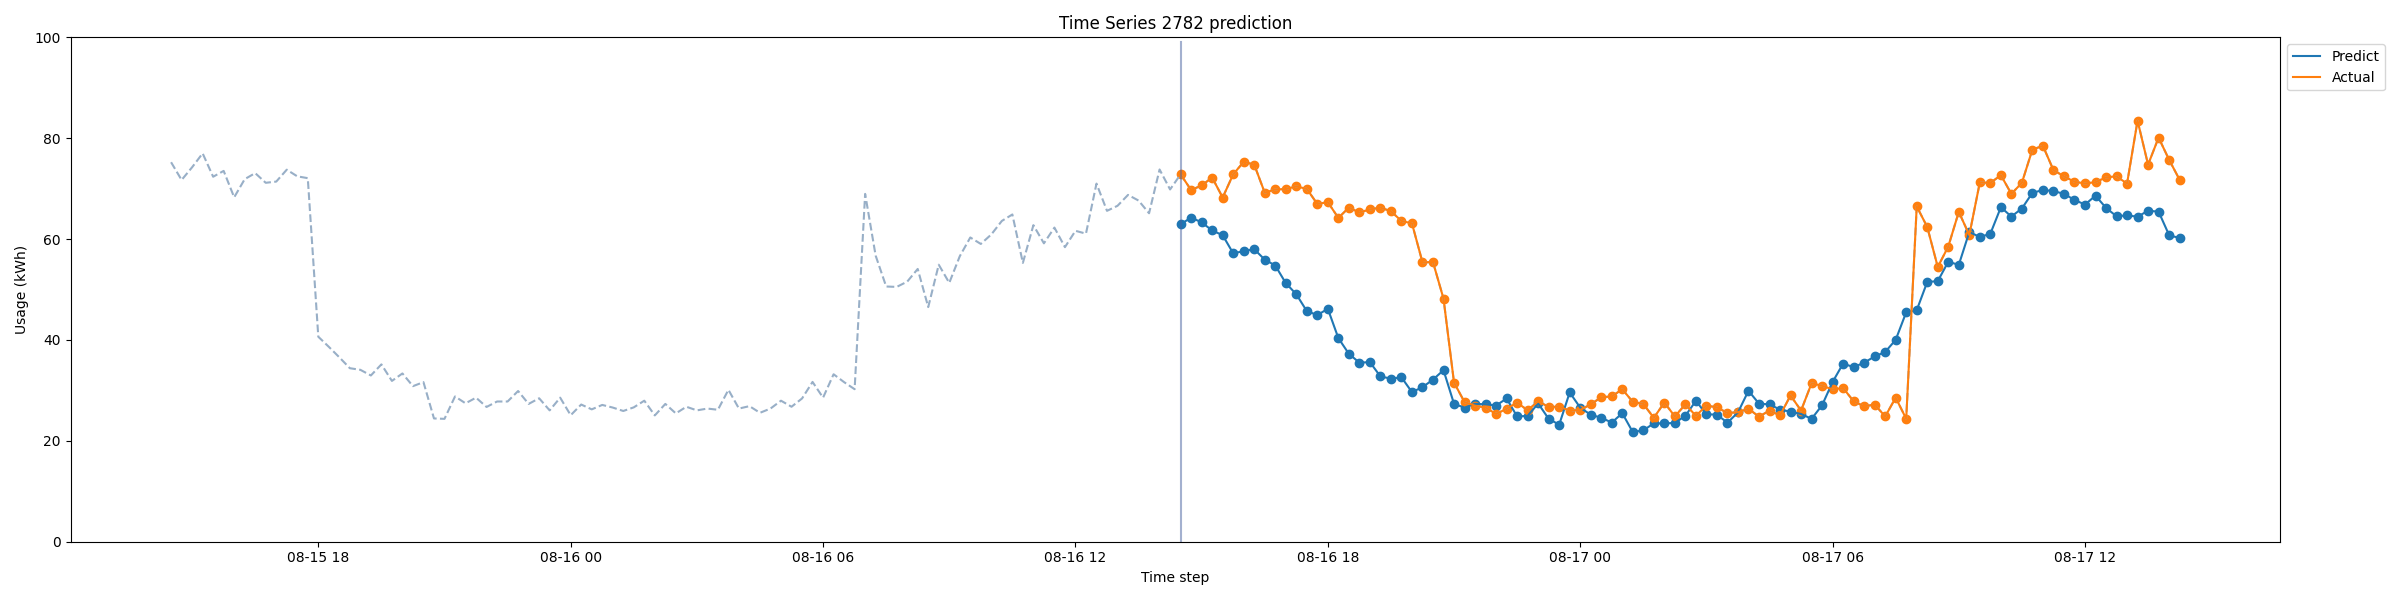 Time Series 2782 prediction
100
80
60
40
20
0
Usage (kWh)
08-15 18
08-16 00
08-16 06
08-16 12
08-16 18
08-17 00
08-17 06
08-17 12
Time step
Predict
Actual